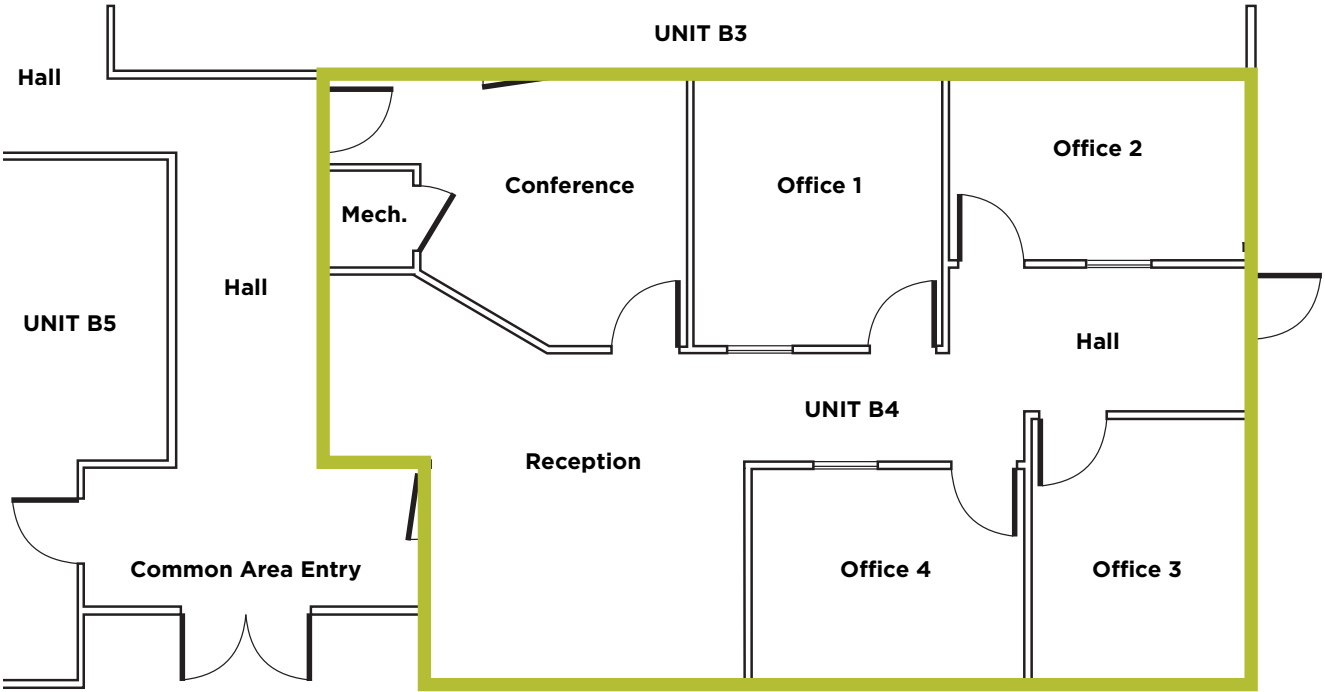 UNIT B3
Hall
Office 2
Conference
Office 1
Mech.
Hall
UNIT B5
Hall
UNIT B4
Reception
Common Area Entry
Office 4
Office 3